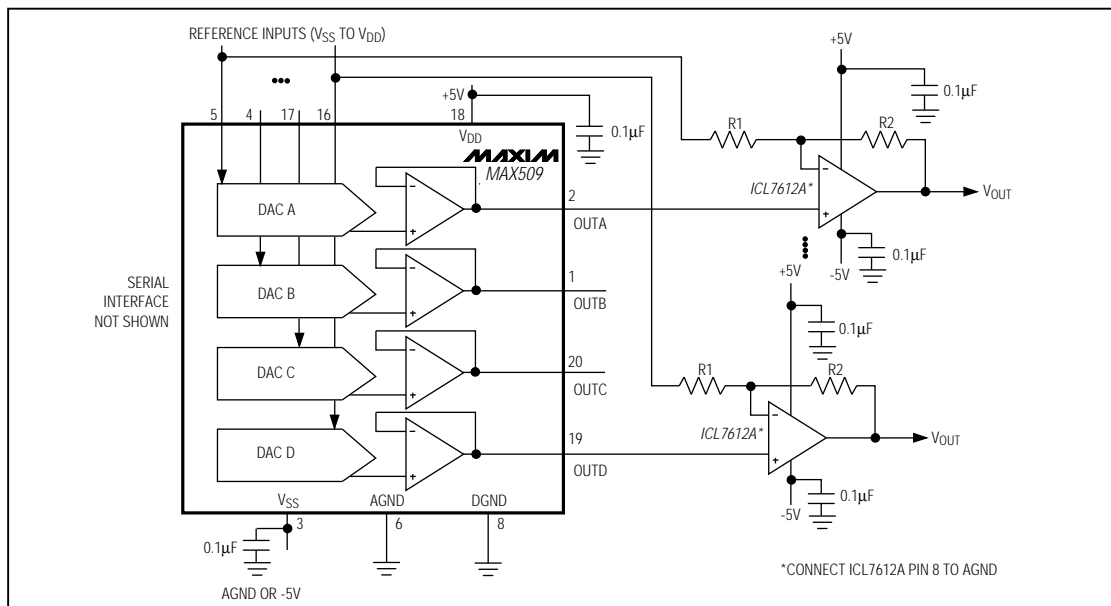 REFERENCE INPUTS (VSS TO VDD)
•••
5 4 17 16
+5V
18
VDD
0.1μF
MAXIM
MAX509
DAC A
-
+
2
OUTA
DAC B
-
+
1
OUTB
DAC C
-
+
20
OUTC
DAC D
-
+
19
OUTD
SERIAL
INTERFACE
NOT SHOWN
VSS
3
AGND
6
DGND
8
0.1μF
AGND OR -5V
+5V
0.1μF
R1
R2
ICL7612A*
-
+
VOUT
-5V
0.1μF
+5V
0.1μF
R1
R2
ICL7612A*
-
+
VOUT
-5V
0.1μF
*CONNECT ICL7612A PIN 8 TO AGND